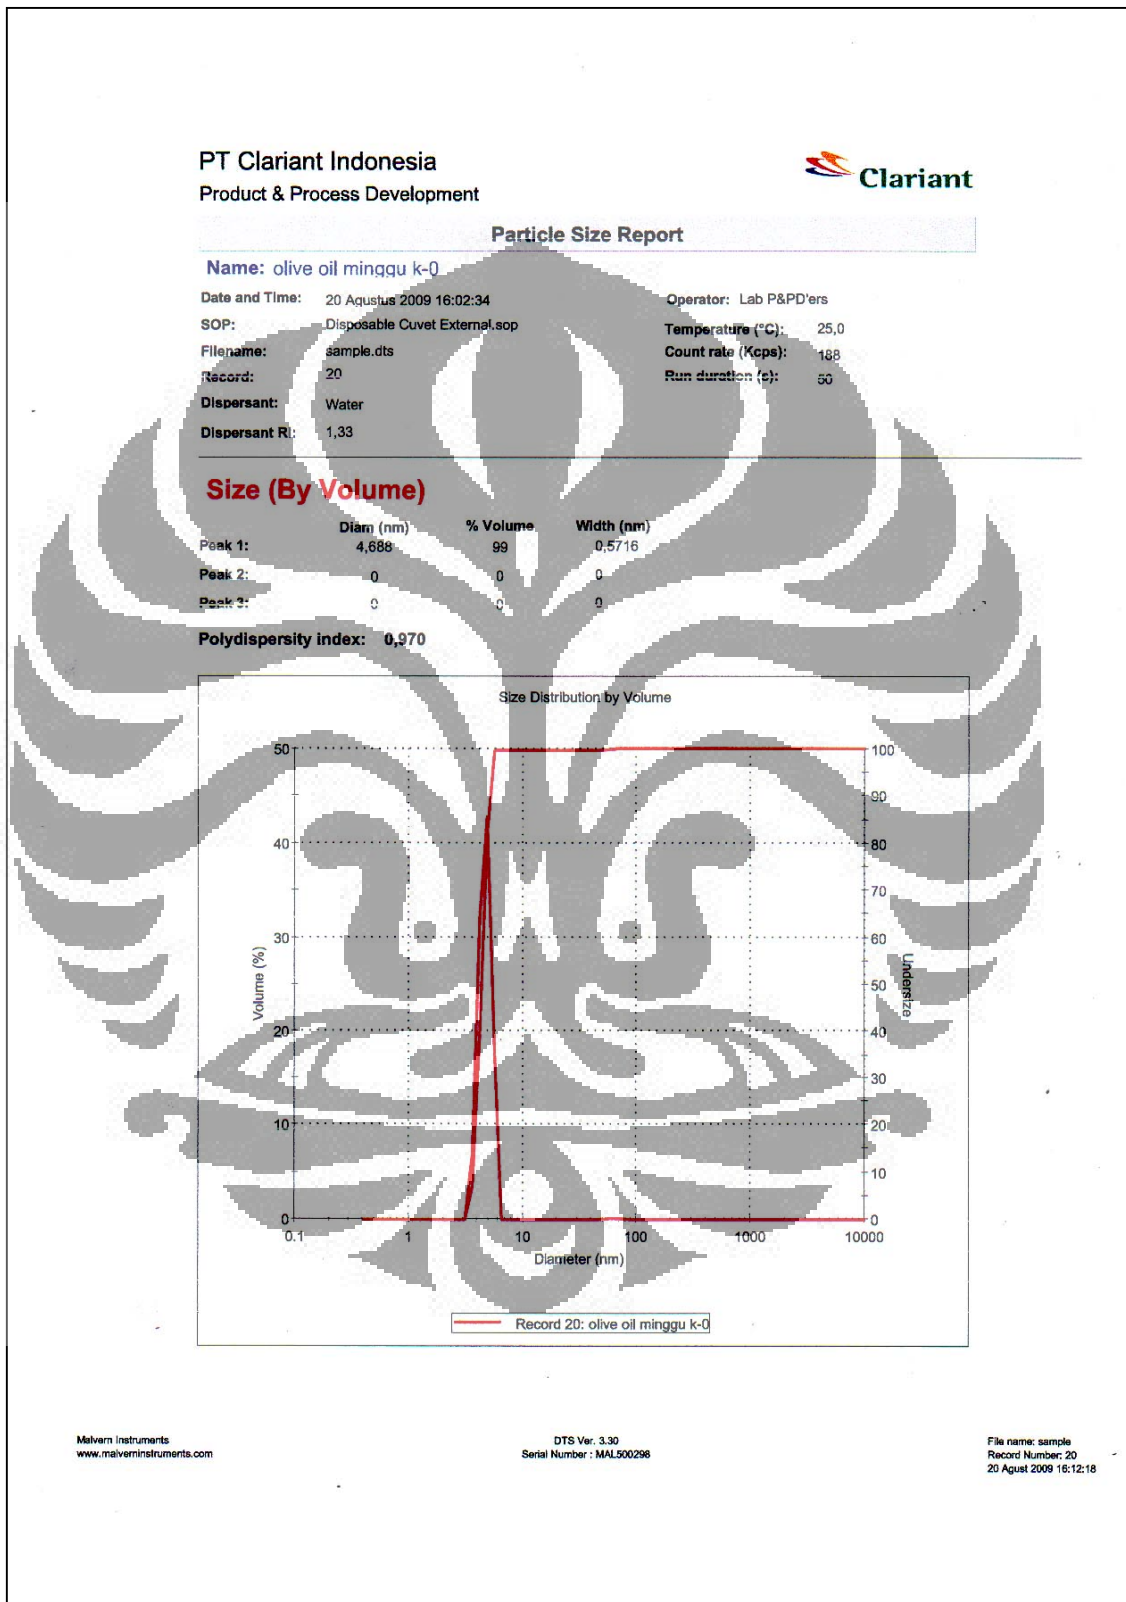 PT Clariant Indonesia
Product & Process Development
Clariant
Particle Size Report
Name: olive oil minggu k-0
Date and Time: 20 Agustus 2009 16:02:34 Operator: Lab P&PD'ers
SOP: Disposable Cuvet External.sop Temperature (°C): 25,0
Filename: sample.dts Count rate (Kcps): 188
Record: 20 Run duration (s): 50
Dispersant: Water
Dispersant RI: 1,33
Size (By Volume)
Diam (nm) % Volume Width (nm)
Peak 1: 4,688 99 0,5716
Peak 2: 0 0 0
Peak 3: 0 0 0
Polydispersity index: 0,970
Size Distribution by Volume
50 100
90
40 80
70
30 60
Volume (%) Undersize
50
20 40
30
10 20
10
0 0
0.1 1 10 100 1000 10000
Diameter (nm)
Record 20: olive oil minggu k-0
Malvern Instruments DTS Ver. 3.30 File name: sample
www.malverninstruments.com Serial Number : MAL500298 Record Number: 20
20 Agust 2009 16:12:18